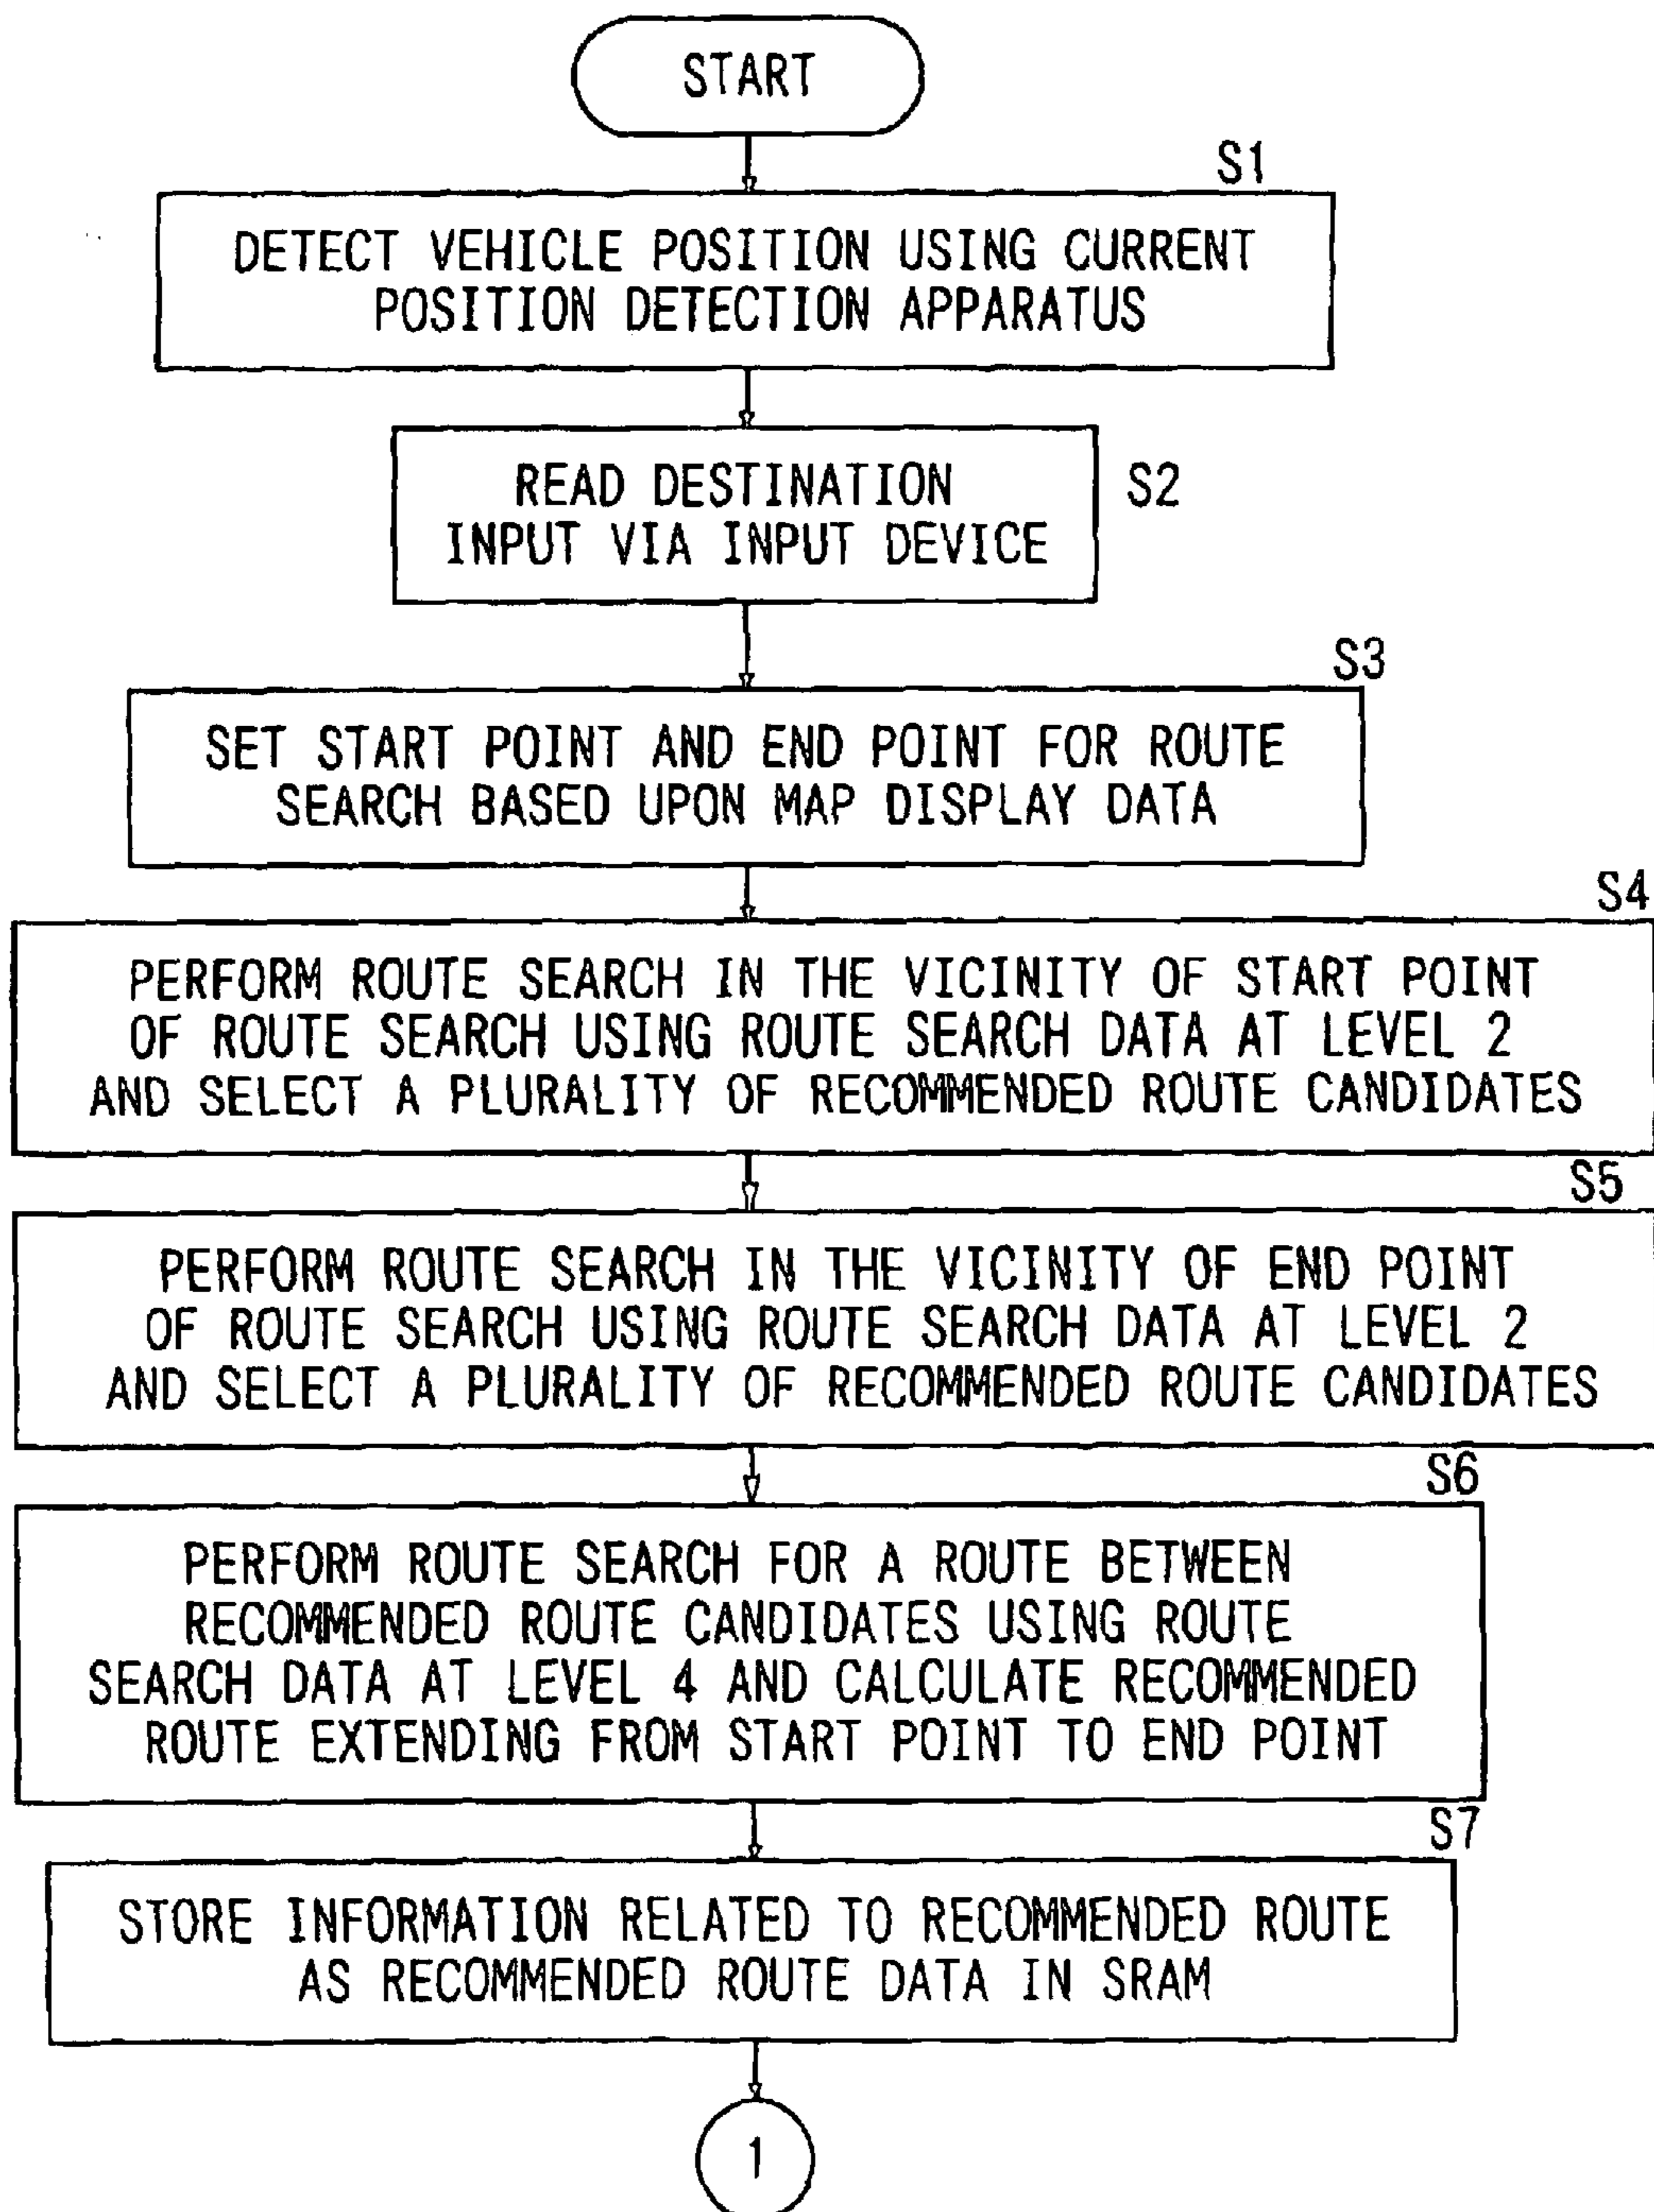 START
S1
DETECT VEHICLE POSITION USING CURRENT
POSITION DETECTION APPARATUS
READ DESTINATION
INPUT VIA INPUT DEVICE
S2
S3
SET START POINT AND END POINT FOR ROUTE
SEARCH BASED UPON MAP DISPLAY DATA
S4
PERFORM ROUTE SEARCH IN THE VICINITY OF START POINT
OF ROUTE SEARCH USING ROUTE SEARCH DATA AT LEVEL 2
AND SELECT A PLURALITY OF RECOMMENDED ROUTE CANDIDATES
S5
PERFORM ROUTE SEARCH IN THE VICINITY OF END POINT
OF ROUTE SEARCH USING ROUTE SEARCH DATA AT LEVEL 2
AND SELECT A PLURALITY OF RECOMMENDED ROUTE CANDIDATES
S6
PERFORM ROUTE SEARCH FOR A ROUTE BETWEEN
RECOMMENDED ROUTE CANDIDATES USING ROUTE
SEARCH DATA AT LEVEL 4 AND CALCULATE RECOMMENDED
ROUTE EXTENDING FROM START POINT TO END POINT
S7
STORE INFORMATION RELATED TO RECOMMENDED ROUTE
AS RECOMMENDED ROUTE DATA IN SRAM
1